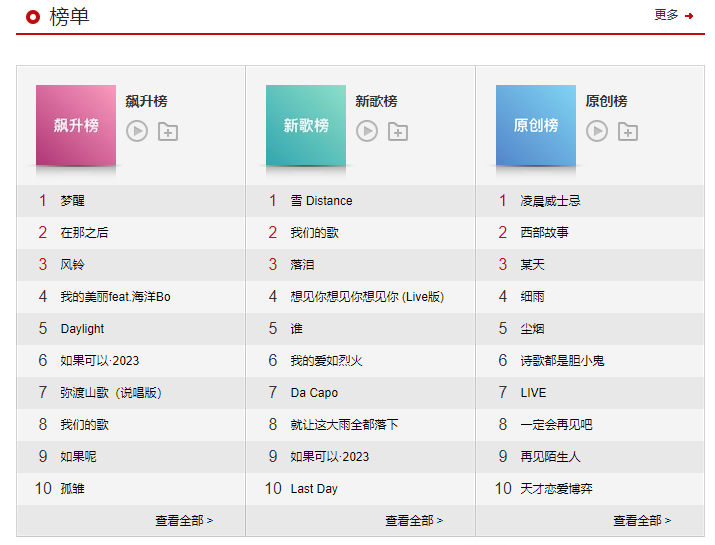 榜单
更多
飙升榜
飙升榜
1 梦醒
2 在那之后
3 风铃
4 我的美丽feat.海洋Bo
5 Daylight
6 如果可以·2023
7 弥渡山歌（说唱版）
8 我们的歌
9 如果呢
10 孤雏
查看全部 >
新歌榜
新歌榜
1 雪 Distance
2 我们的歌
3 落泪
4 想见你想见你想见你 (Live版)
5 谁
6 我的爱如烈火
7 Da Capo
8 就让这大雨全都落下
9 如果可以·2023
10 Last Day
查看全部 >
原创榜
原创榜
1 凌晨威士忌
2 西部故事
3 某天
4 细雨
5 尘烟
6 诗歌都是胆小鬼
7 LIVE
8 一定会再见吧
9 再见陌生人
10 天才恋爱博弈
查看全部 >